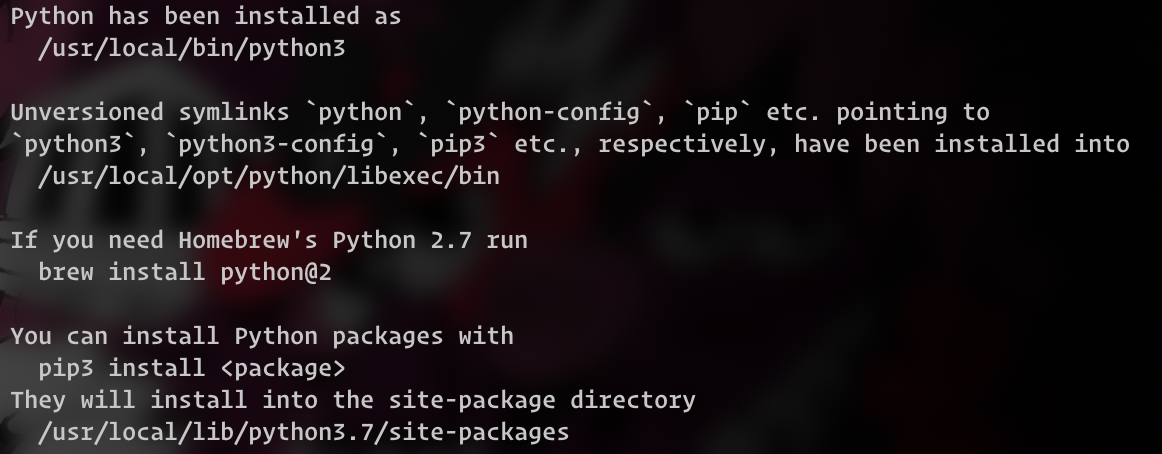 Python has been installed as
  /usr/local/bin/python3

Unversioned symlinks `python`, `python-config`, `pip` etc. pointing to
`python3`, `python3-config`, `pip3` etc., respectively, have been installed into
  /usr/local/opt/python/libexec/bin

If you need Homebrew's Python 2.7 run
  brew install python@2

You can install Python packages with
  pip3 install <package>
They will install into the site-package directory
  /usr/local/lib/python3.7/site-packages